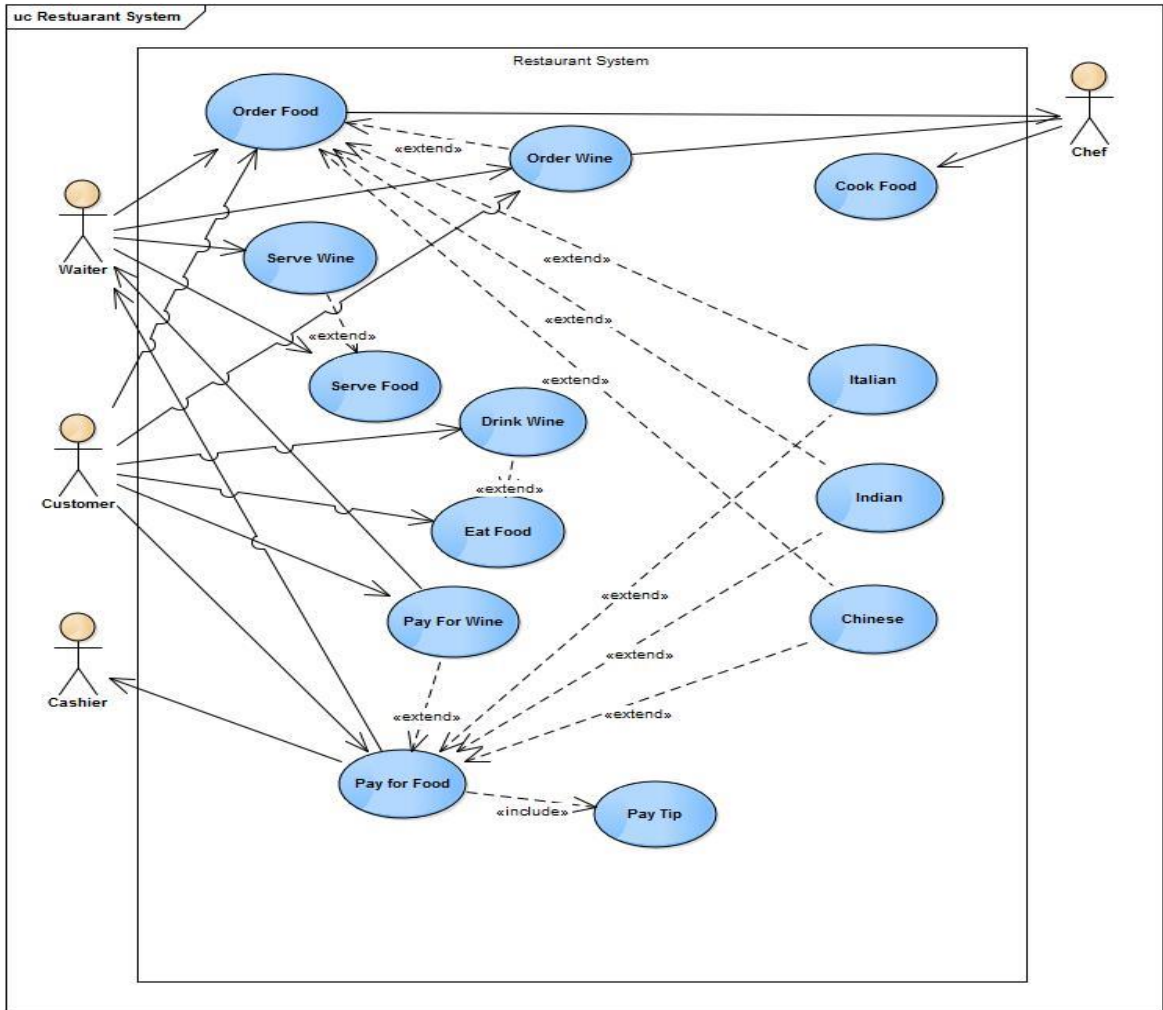 uc Restuarant System
Restaurant System
Order Food
«extend»
Order Wine
Chef
Cook Food
Waiter
Serve Wine
«extend»
«extend»
«extend»
Serve Food
«extend»
Italian
Drink Wine
Customer
«extend»
Indian
Eat Food
«extend»
Pay For Wine
Chinese
«extend»
Cashier
«extend»
«extend»
Pay for Food
«include»
Pay Tip